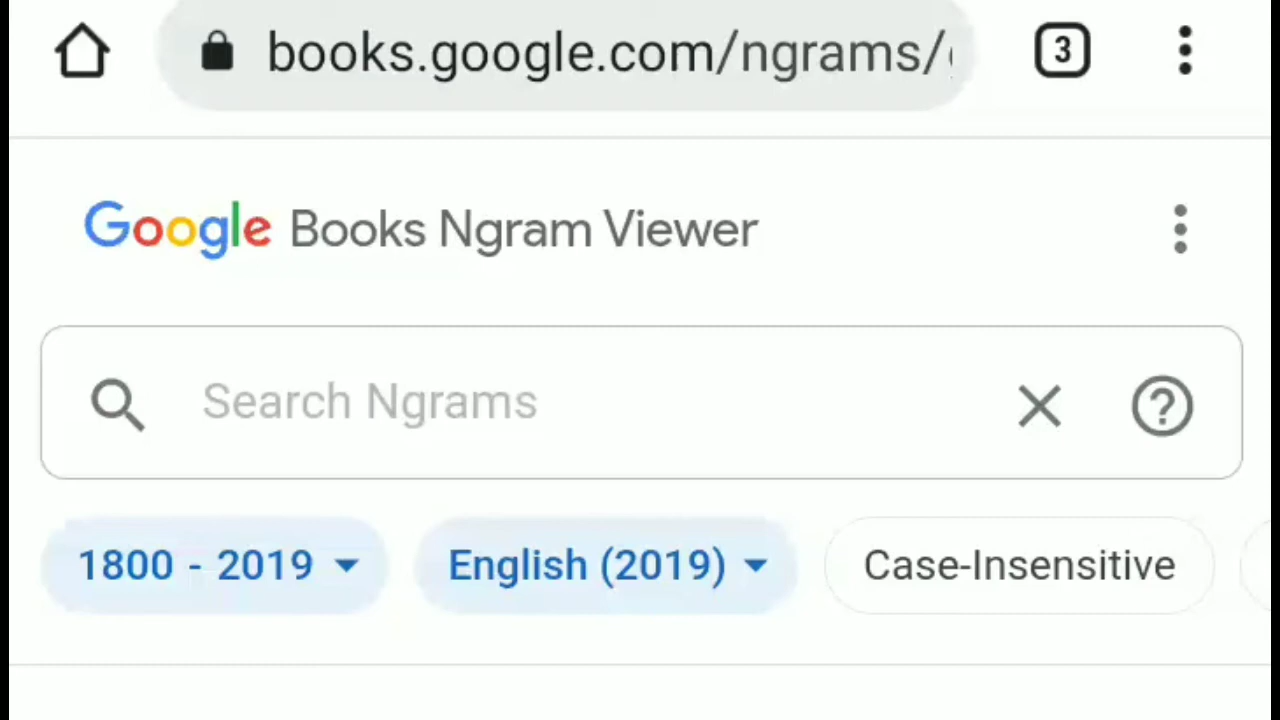 books.google.com/ngrams/
3
Google Books Ngram Viewer
Search Ngrams
1800 - 2019
English (2019)
Case-Insensitive